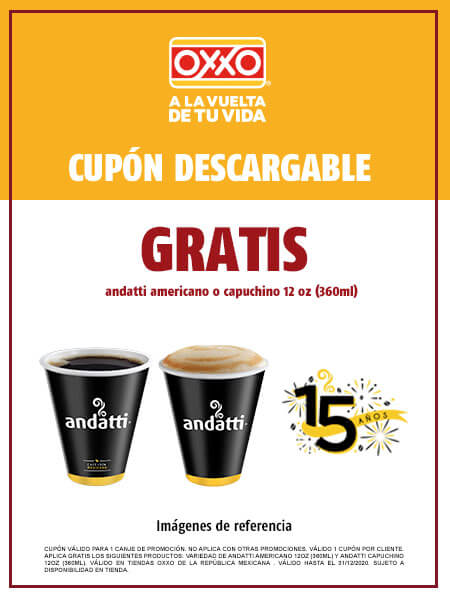 OXXO
®
A LA VUELTA
DE TU VIDA
CUPÓN DESCARGABLE
GRATIS
andatti americano o capuchino 12 oz (360ml)
andatti
CAFÉ 100%
MEXICANO
andatti
15
AÑOS
Imágenes de referencia
CUPÓN VÁLIDO PARA 1 CANJE DE PROMOCIÓN. NO APLICA CON OTRAS PROMOCIONES. VÁLIDO 1 CUPÓN POR CLIENTE.
APLICA GRATIS LOS SIGUIENTES PRODUCTOS: VARIEDAD DE ANDATTI AMERICANO 12OZ (360ML) Y ANDATTI CAPUCHINO
12OZ (360ML). VÁLIDO EN TIENDAS OXXO DE LA REPÚBLICA MEXICANA . VÁLIDO HASTA EL 31/12/2020. SUJETO A
DISPONIBILIDAD EN TIENDA.